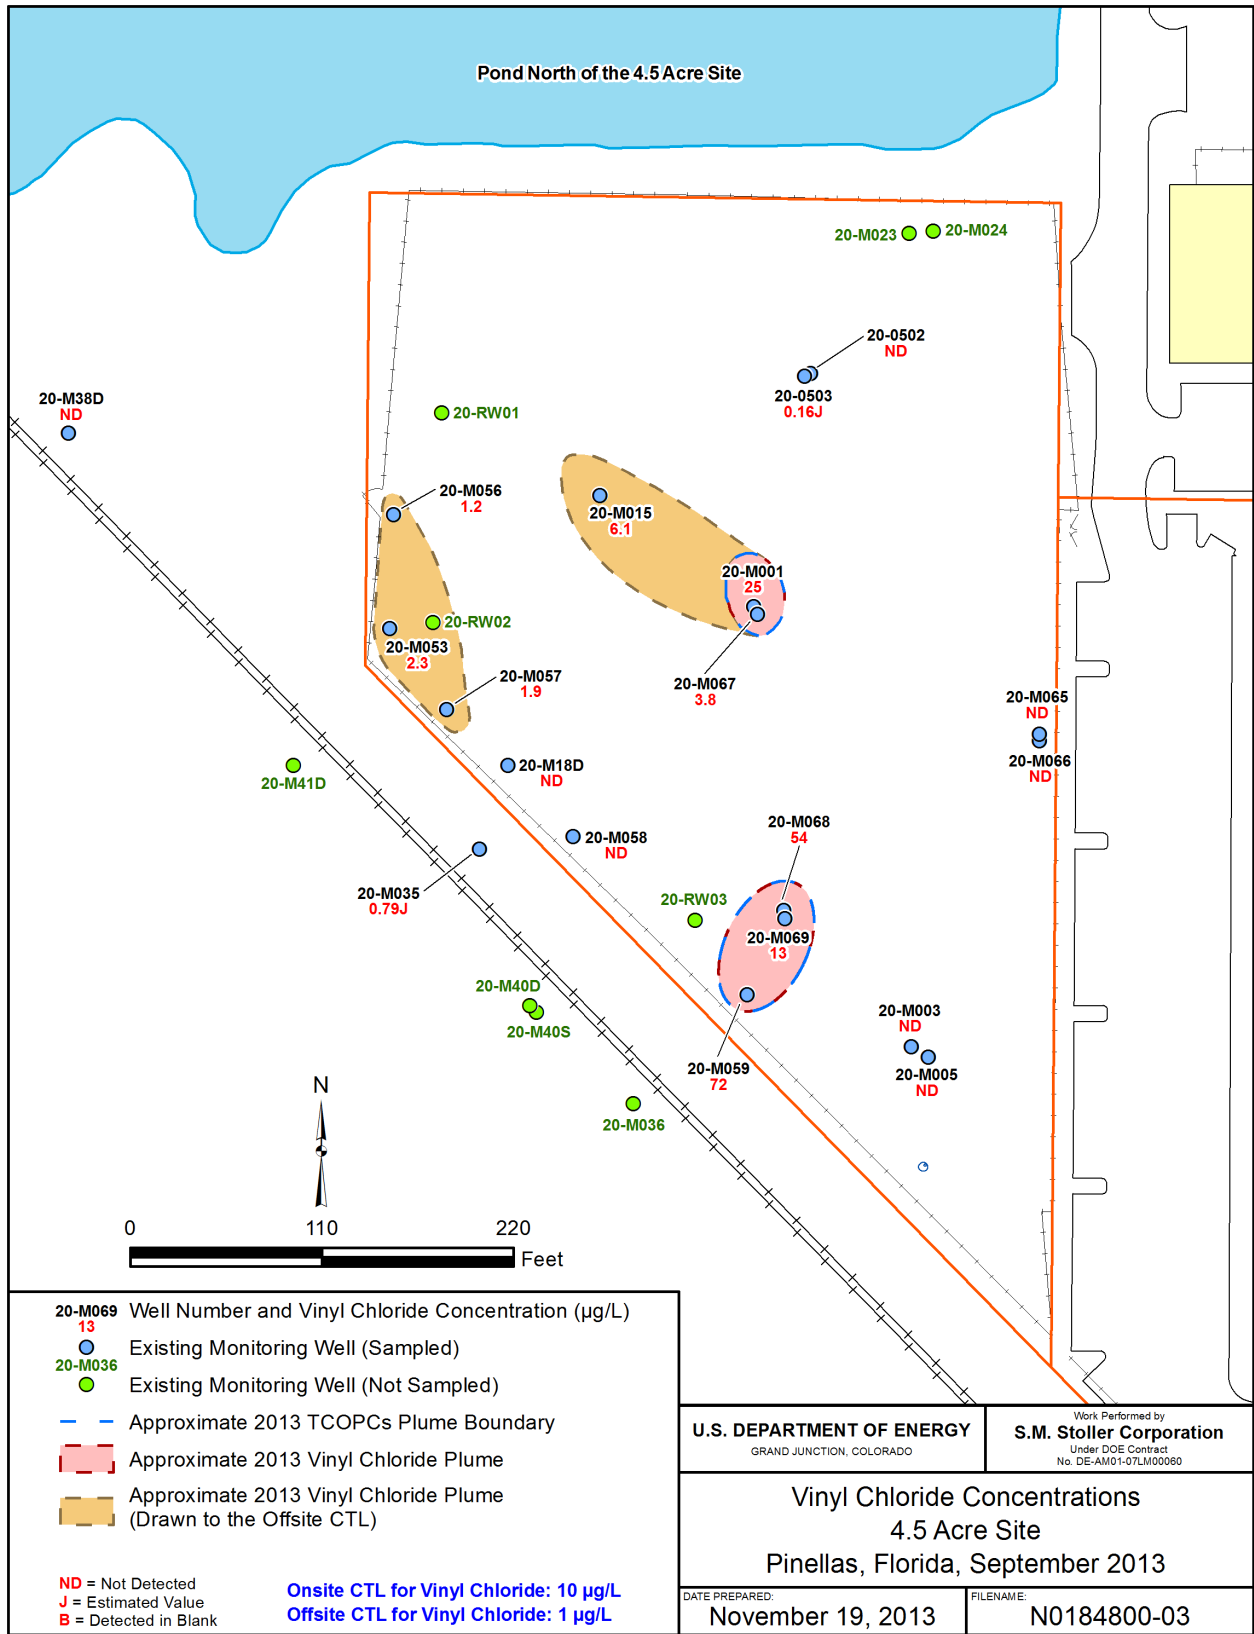 Pond North of the 4.5 Acre Site
20-M023
20-M024
20-0502
ND
20-0503
0.16J
20-M38D
ND
20-RW01
20-M056
1.2
20-M015
6.1
20-M001
25
20-RW02
20-M053
2.3
20-M057
1.9
20-M067
3.8
20-M065
ND
20-M066
ND
20-M41D
20-M18D
ND
20-M058
ND
20-M068
54
20-M035
0.79J
20-RW03
20-M069
13
20-M40D
20-M40S
20-M003
ND
20-M005
ND
20-M059
72
20-M036
N
0 110 220
Feet
20-M069
13
Well Number and Vinyl Chloride Concentration (µg/L)
Existing Monitoring Well (Sampled)
20-M036
Existing Monitoring Well (Not Sampled)
Approximate 2013 TCOPCs Plume Boundary
Approximate 2013 Vinyl Chloride Plume
Approximate 2013 Vinyl Chloride Plume
(Drawn to the Offsite CTL)
ND = Not Detected
J = Estimated Value
B = Detected in Blank
Onsite CTL for Vinyl Chloride: 10 µg/L
Offsite CTL for Vinyl Chloride: 1 µg/L
U.S. DEPARTMENT OF ENERGY
GRAND JUNCTION, COLORADO
Work Performed by
S.M. Stoller Corporation
Under DOE Contract
No. DE-AM01-07LM00060
Vinyl Chloride Concentrations
4.5 Acre Site
Pinellas, Florida, September 2013
DATE PREPARED:
November 19, 2013
FILENAME:
N0184800-03